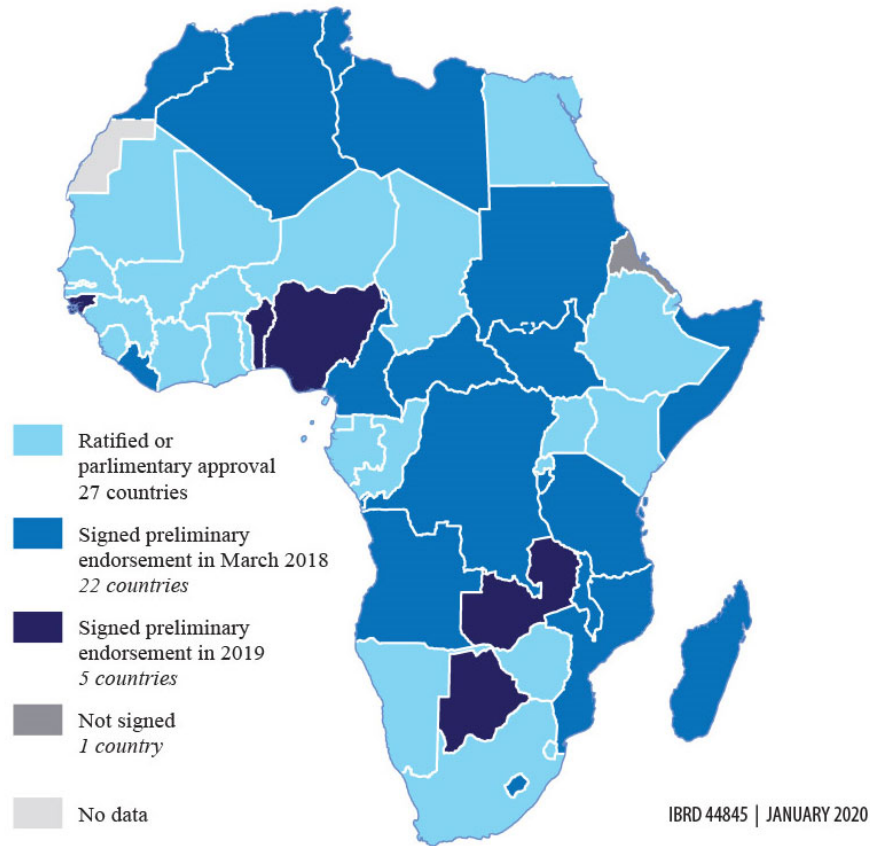 Ratified or
parlimentary approval
27 countries
Signed preliminary
endorsement in March 2018
22 countries
Signed preliminary
endorsement in 2019
5 countries
Not signed
1 country
No data
IBRD 44845 | JANUARY 2020